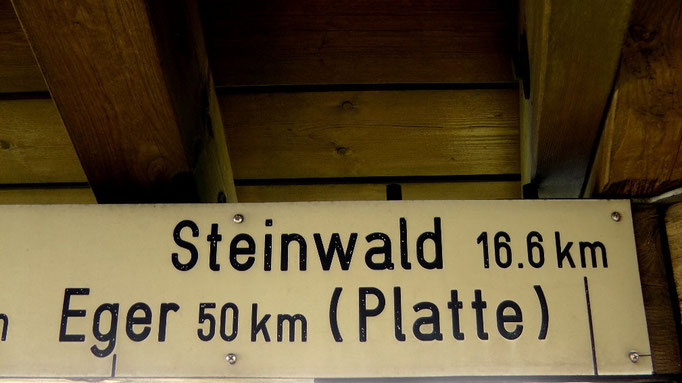 Steinwald 16.6 km
Eger 50 km (Platte)